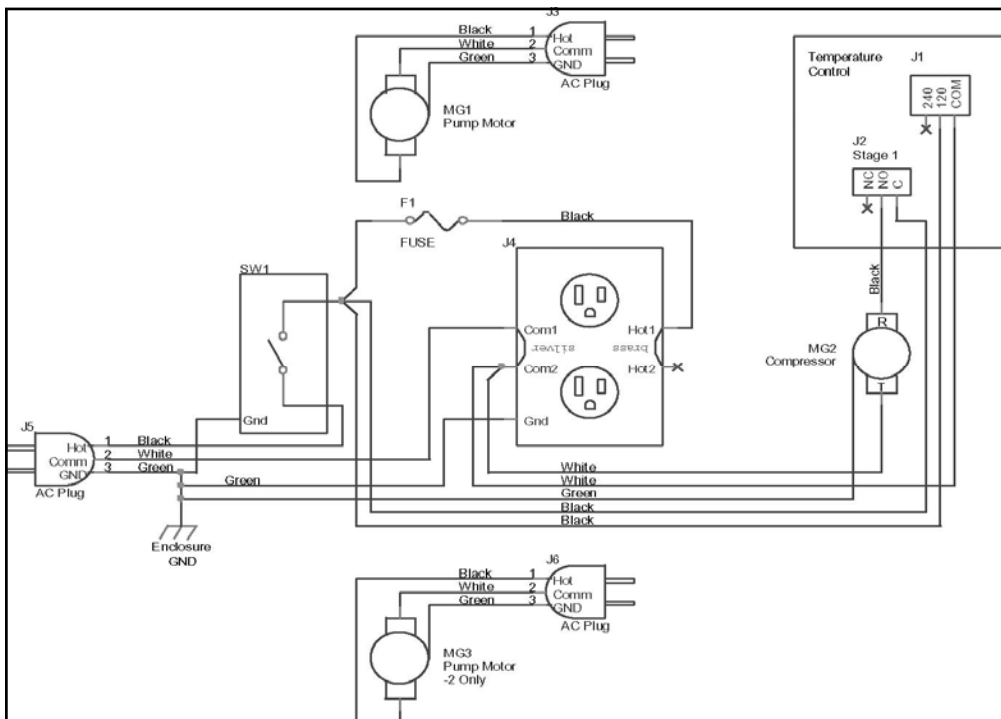 J3
Black 1 Hot
White 2 Comm
Green 3 GND
AC Plug
MG1
Pump Motor
Temperature
Control
J1
240
120
COM
J2
Stage 1
NC
NO
C
F1
FUSE
Black
J4
SW1
Com1
silver
Com2
Gnd
Hot1
brass
Hot2
Black
R
MG2
Compressor
T
Gnd
J5
Hot 1 Black
Comm 2 White
GND 3 Green
AC Plug
Green
White
White
Green
Black
Black
Enclosure
GND
J6
Black 1 Hot
White 2 Comm
Green 3 GND
AC Plug
MG3
Pump Motor
-2 Only